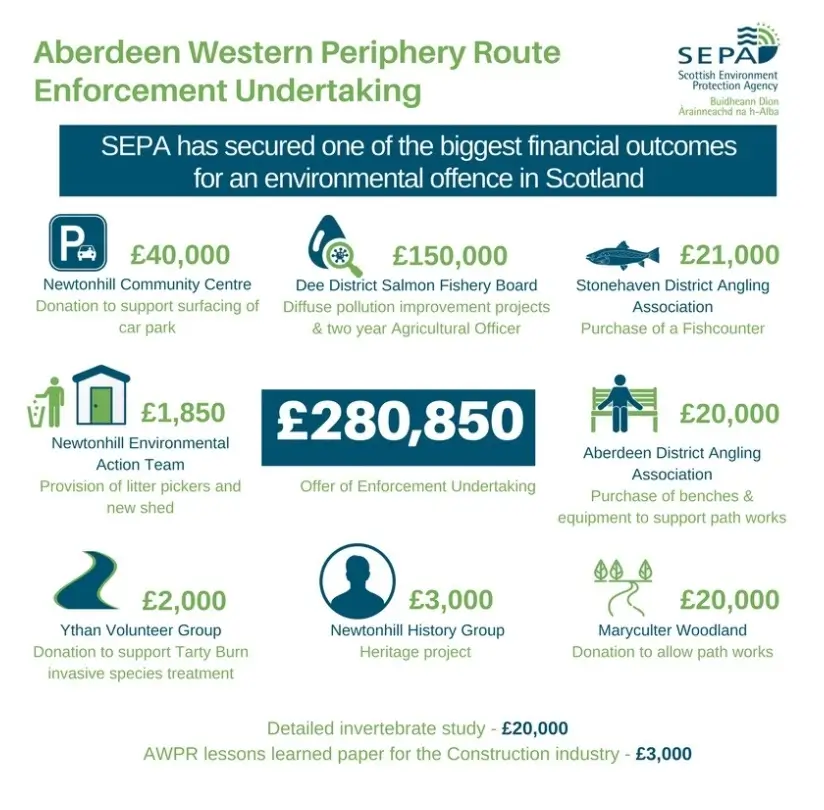 Aberdeen Western Periphery Route
Enforcement Undertaking
SEPA
Scottish Environment
Protection Agency
Buidheann Dìon
Àrainneachd na h-Alba
SEPA has secured one of the biggest financial outcomes
for an environmental offence in Scotland
P
£40,000
Newtonhill Community Centre
Donation to support surfacing of
car park
£150,000
Dee District Salmon Fishery Board
Diffuse pollution improvement projects
& two year Agricultural Officer
£21,000
Stonehaven District Angling
Association
Purchase of a Fishcounter
£1,850
Newtonhill Environmental
Action Team
Provision of litter pickers and
new shed
£280,850
Offer of Enforcement Undertaking
£20,000
Aberdeen District Angling
Association
Purchase of benches &
equipment to support path works
£2,000
Ythan Volunteer Group
Donation to support Tarty Burn
invasive species treatment
£3,000
Newtonhill History Group
Heritage project
£20,000
Maryculter Woodland
Donation to allow path works
Detailed invertebrate study - £20,000
AWPR lessons learned paper for the Construction industry - £3,000